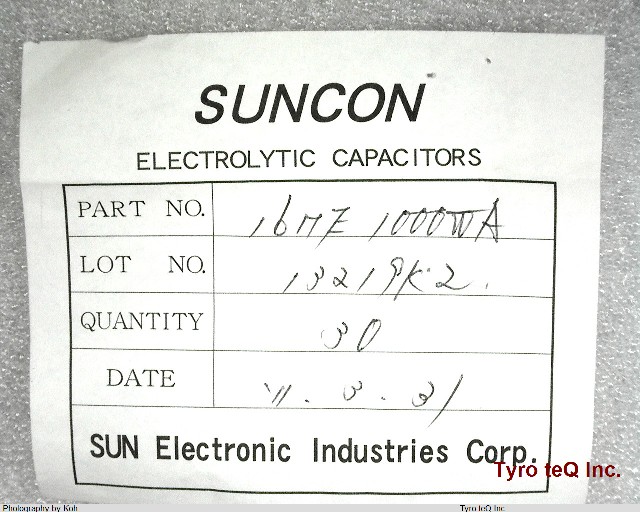 SUNCON
ELECTROLYTIC CAPACITORS
PART NO. 16ME 1000WA
LOT NO. 13219K2.
QUANTITY 30
DATE '11.3.31
SUN Electronic Industries Corp.
Tyro teQ Inc.
Photography by Koh
Tyro teQ Inc